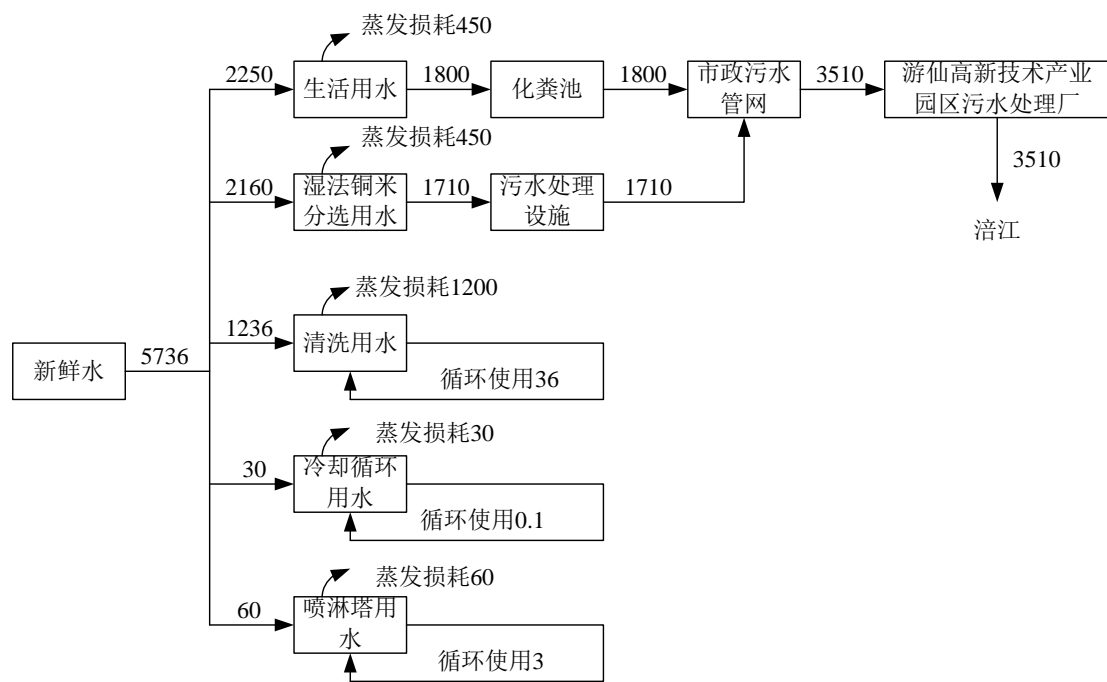 蒸发损耗450
2250
生活用水
1800
化粪池
1800
市政污水
管网
3510
游仙高新技术产业
园区污水处理厂
3510
涪江
蒸发损耗450
2160
湿法铜米
分选用水
1710
污水处理
设施
1710
蒸发损耗1200
1236
清洗用水
循环使用36
新鲜水
5736
蒸发损耗30
30
冷却循环
用水
循环使用0.1
蒸发损耗60
60
喷淋塔用
水
循环使用3